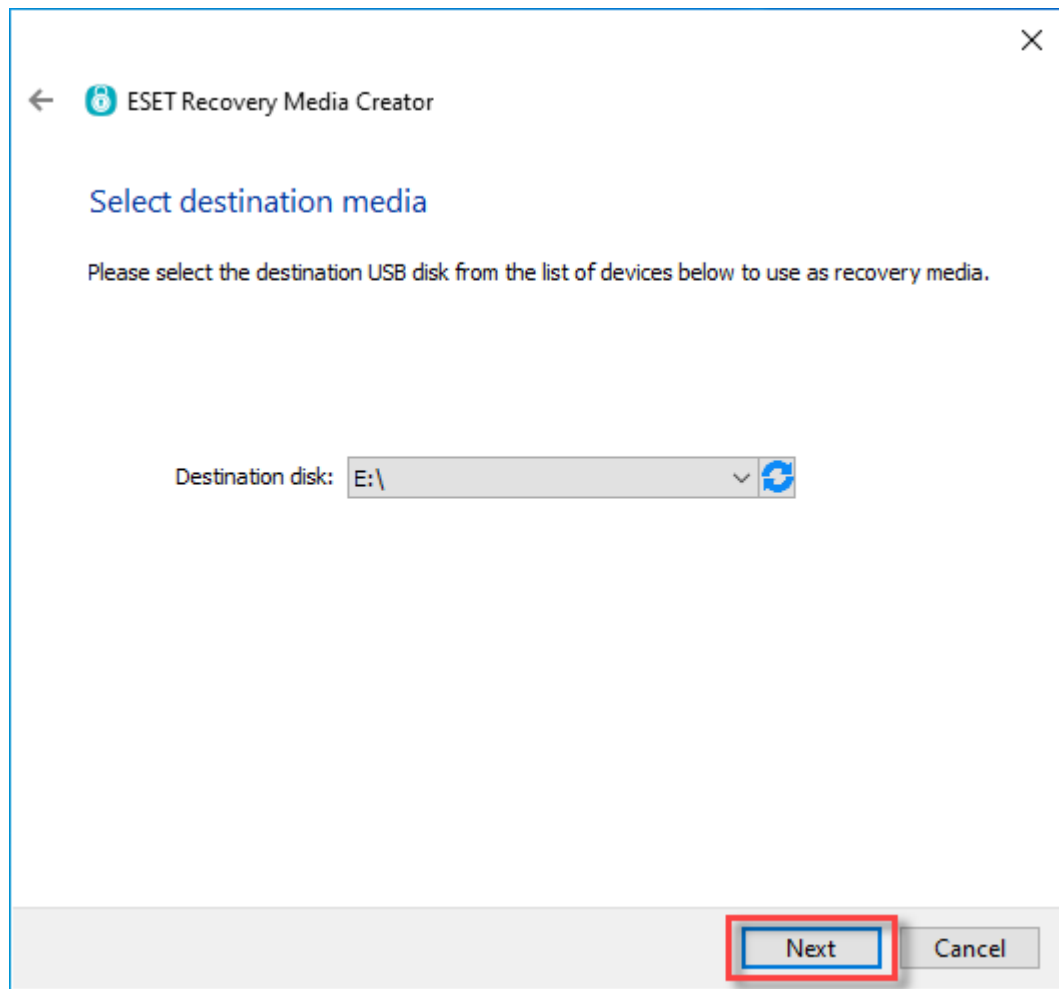 ESET Recovery Media Creator
Select destination media
Please select the destination USB disk from the list of devices below to use as recovery media.
Destination disk: E:\
Next Cancel